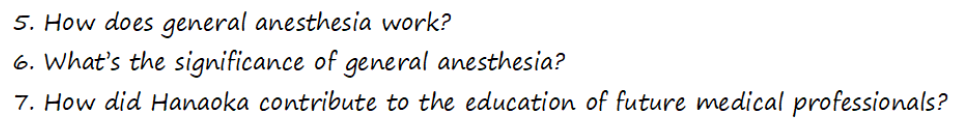 5. How does general anesthesia work?
6. What's the significance of general anesthesia?
7. How did Hanaoka contribute to the education of future medical professionals?